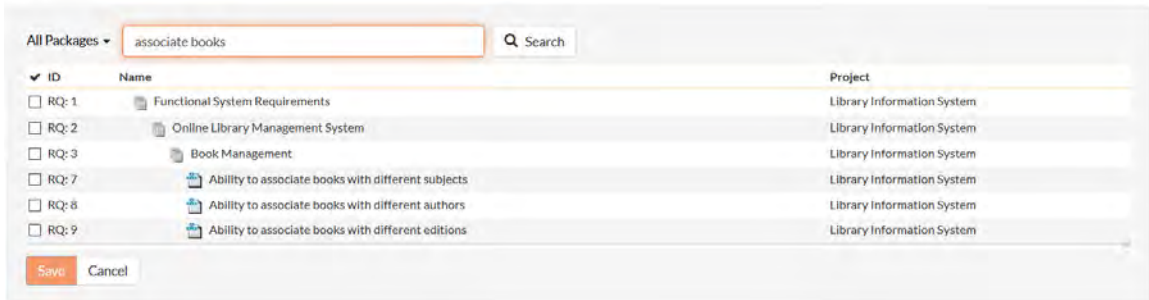 All Packages associate books Search
ID Name Project
RQ: 1 Functional System Requirements Library Information System
RQ: 2 Online Library Management System Library Information System
RQ: 3 Book Management Library Information System
RQ: 7 Ability to associate books with different subjects Library Information System
RQ: 8 Ability to associate books with different authors Library Information System
RQ: 9 Ability to associate books with different editions Library Information System
Save Cancel